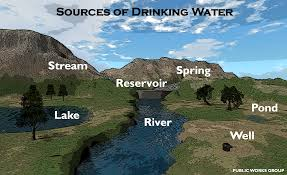 SOURCES OF DRINKING WATER
Stream
Spring
Reservoir
Lake
River
Pond
Well
PUBLIC WORKS GROUP